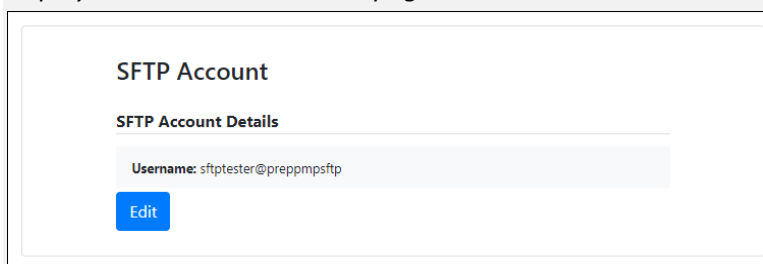 SFTP Account
SFTP Account Details
Username: sftptester@preppmpsftp
Edit